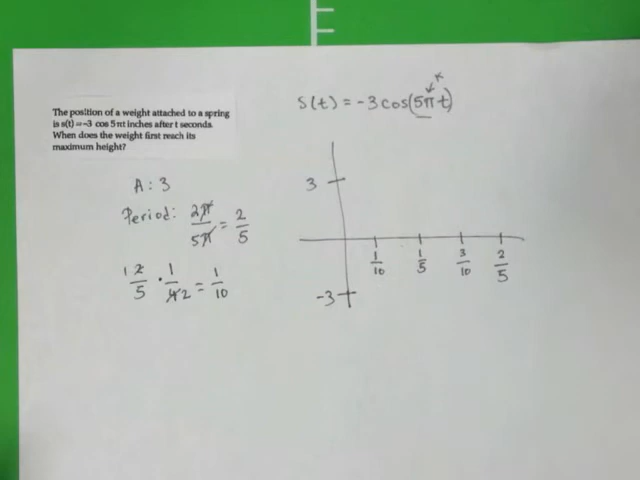 The position of a weight attached to a spring
is s(t) = -3 cos 5πt inches after t seconds.
When does the weight first reach its
maximum height?
s(t) = -3cos(5πt)
A: 3
Period: 2π/5π = 2/5
1 2/5 · 1/4 2 = 1/10
3
-3
1/10 1/5 3/10 2/5